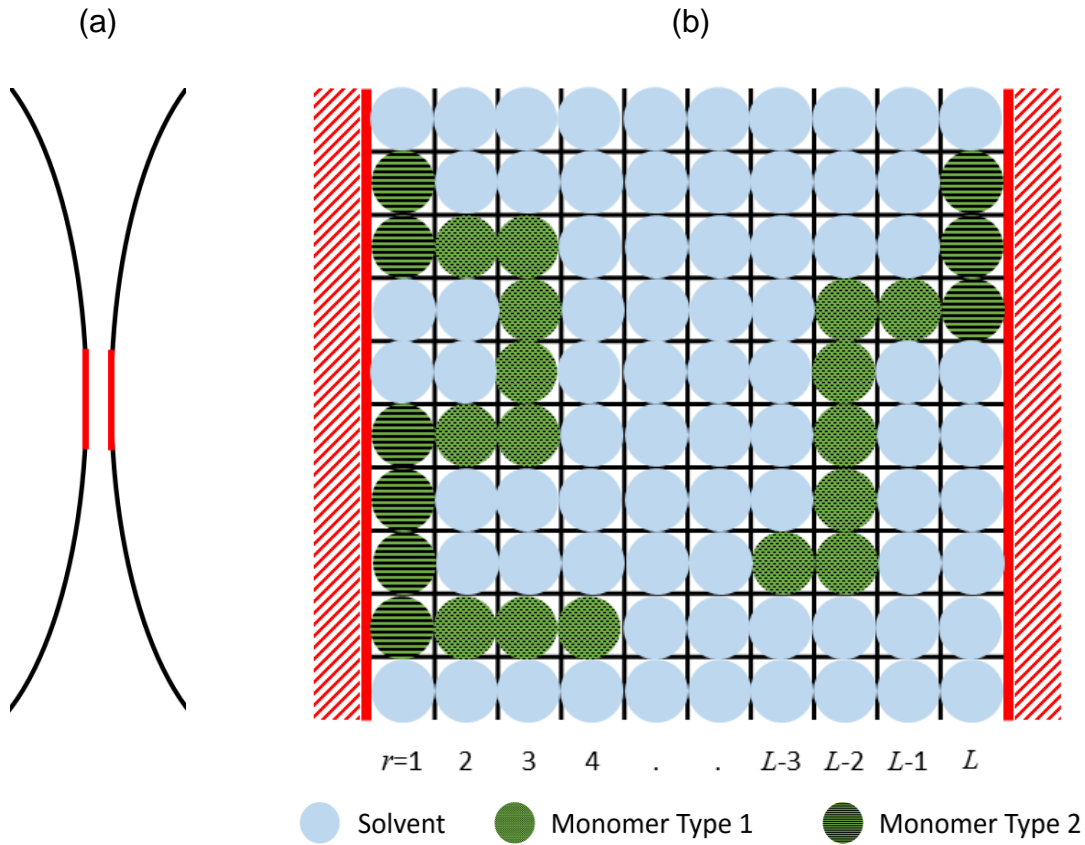 (a)
(b)
r=1 2 3 4 . . L-3 L-2 L-1 L
Solvent Monomer Type 1 Monomer Type 2